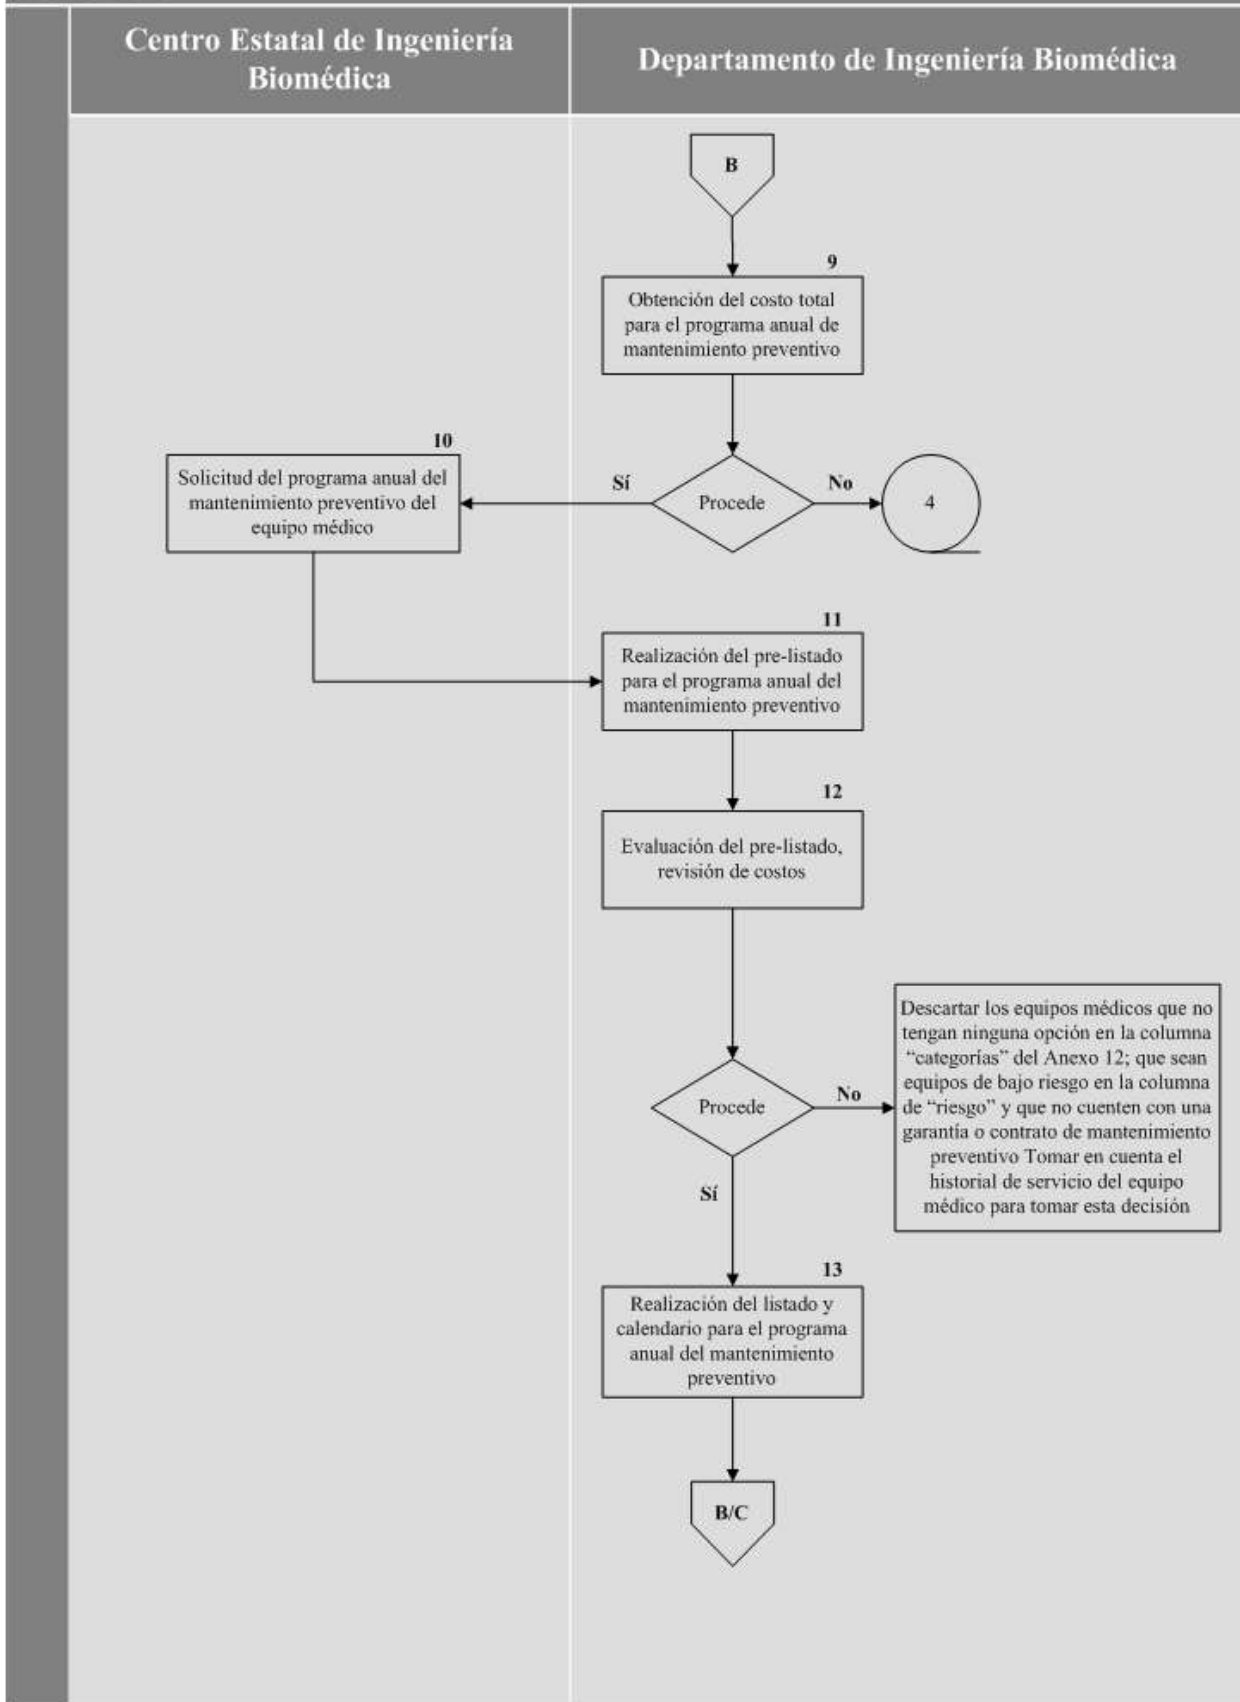 Centro Estatal de Ingeniería
Biomédica
Departamento de Ingeniería Biomédica
B
9
Obtención del costo total
para el programa anual de
mantenimiento preventivo
10
Solicitud del programa anual del
mantenimiento preventivo del
equipo médico
Sí
Procede
No
4
11
Realización del pre-listado
para el programa anual del
mantenimiento preventivo
12
Evaluación del pre-listado,
revisión de costos
Procede
No
Descartar los equipos médicos que no
tengan ninguna opción en la columna
“categorías” del Anexo 12; que sean
equipos de bajo riesgo en la columna
de “riesgo” y que no cuenten con una
garantía o contrato de mantenimiento
preventivo Tomar en cuenta el
historial de servicio del equipo
médico para tomar esta decisión
Sí
13
Realización del listado y
calendario para el programa
anual del mantenimiento
preventivo
B/C